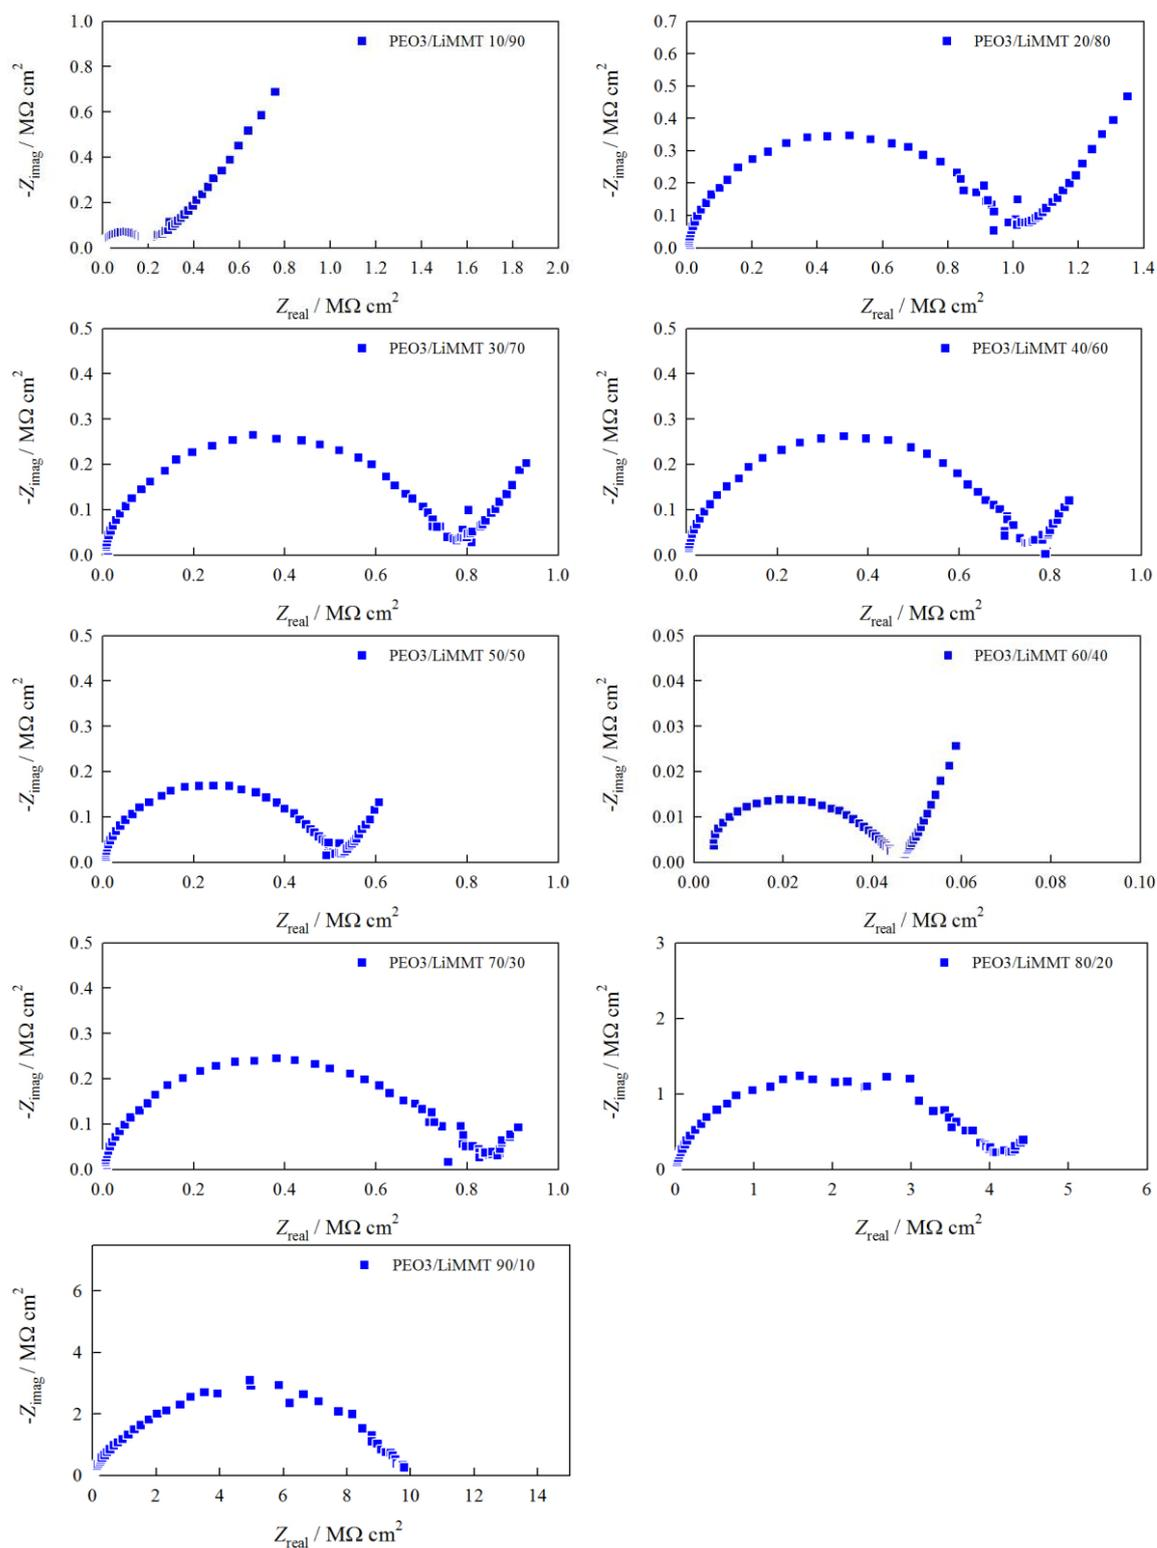 1.0
PEO3/LiMMT 10/90
0.8
0.6
0.4
0.2
0.0
-Zimag / MΩ cm²
0.0 0.2 0.4 0.6 0.8 1.0 1.2 1.4 1.6 1.8 2.0
Zreal / MΩ cm²
0.7
PEO3/LiMMT 20/80
0.6
0.5
0.4
0.3
0.2
0.1
0.0
-Zimag / MΩ cm²
0.0 0.2 0.4 0.6 0.8 1.0 1.2 1.4
Zreal / MΩ cm²
0.5
PEO3/LiMMT 30/70
0.4
0.3
0.2
0.1
0.0
-Zimag / MΩ cm²
0.0 0.2 0.4 0.6 0.8 1.0
Zreal / MΩ cm²
0.5
PEO3/LiMMT 40/60
0.4
0.3
0.2
0.1
0.0
-Zimag / MΩ cm²
0.0 0.2 0.4 0.6 0.8 1.0
Zreal / MΩ cm²
0.5
PEO3/LiMMT 50/50
0.4
0.3
0.2
0.1
0.0
-Zimag / MΩ cm²
0.0 0.2 0.4 0.6 0.8 1.0
Zreal / MΩ cm²
0.05
PEO3/LiMMT 60/40
0.04
0.03
0.02
0.01
0.00
-Zimag / MΩ cm²
0.00 0.02 0.04 0.06 0.08 0.10
Zreal / MΩ cm²
0.5
PEO3/LiMMT 70/30
0.4
0.3
0.2
0.1
0.0
-Zimag / MΩ cm²
0.0 0.2 0.4 0.6 0.8 1.0
Zreal / MΩ cm²
3
PEO3/LiMMT 80/20
2
1
0
-Zimag / MΩ cm²
0 1 2 3 4 5 6
Zreal / MΩ cm²
PEO3/LiMMT 90/10
6
4
2
0
-Zimag / MΩ cm²
0 2 4 6 8 10 12 14
Zreal / MΩ cm²